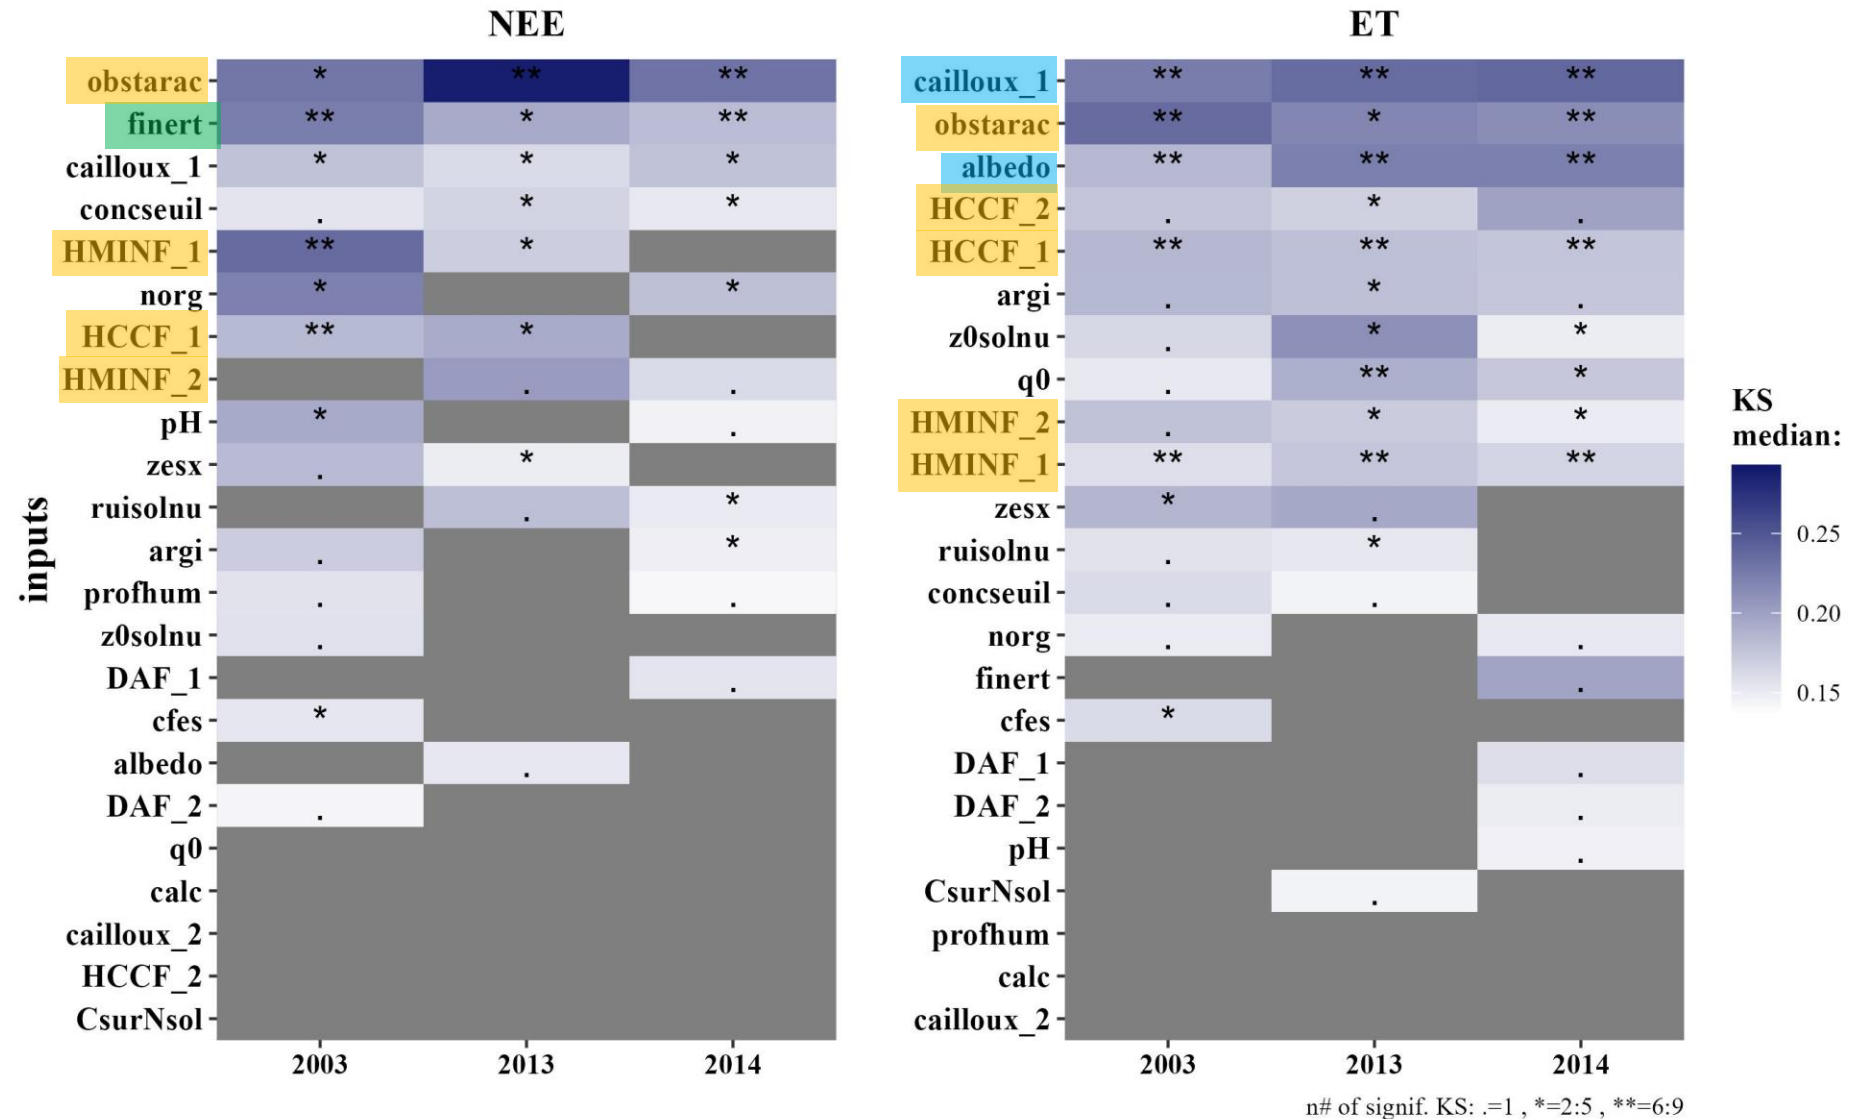 NEE
ET
inputs
obstarac * ** **
finert ** * **
cailloux_1 * * *
concseuil . * *
HMINF_1 ** *
norg * *
HCCF_1 ** *
HMINF_2 . .
pH * .
zesx . *
ruisolnu . *
argi . *
profhum . .
z0solnu .
DAF_1 .
cfes *
albedo .
DAF_2 .
q0
calc
cailloux_2
HCCF_2
CsurNsol
2003 2013 2014
cailloux_1 ** ** **
obstarac ** * **
albedo ** ** **
HCCF_2 . * .
HCCF_1 ** ** **
argi . * .
z0solnu . * *
q0 . ** *
HMINF_2 . * *
HMINF_1 ** ** **
zesx * .
ruisolnu . *
concseuil . .
norg . .
finert .
cfes *
DAF_1 .
DAF_2 .
pH .
CsurNsol .
profhum
calc
cailloux_2
2003 2013 2014
KS
median:
0.25
0.20
0.15
n# of signif. KS: .=1 , *=2:5 , **=6:9